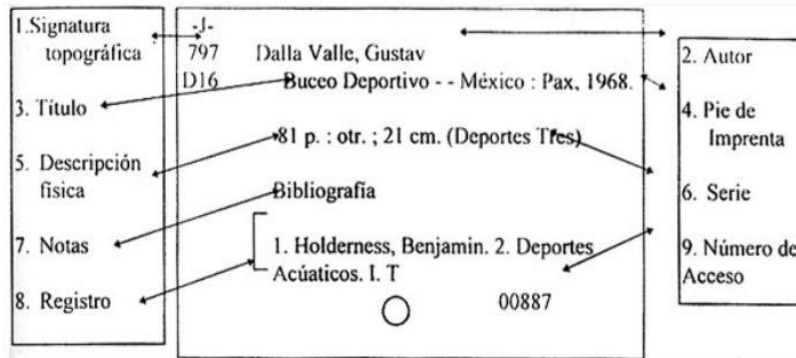 1.Signatura
topográfica
3. Título
5. Descripción
física
7. Notas
8. Registro
-J-
797 Dalla Valle, Gustav
D16 Buceo Deportivo - - México : Pax, 1968.
81 p. : otr. ; 21 cm. (Deportes Tres)
Bibliografía
1. Holderness, Benjamin. 2. Deportes
Acúaticos. I. T
00887
2. Autor
4. Pie de
Imprenta
6. Serie
9. Número de
Acceso